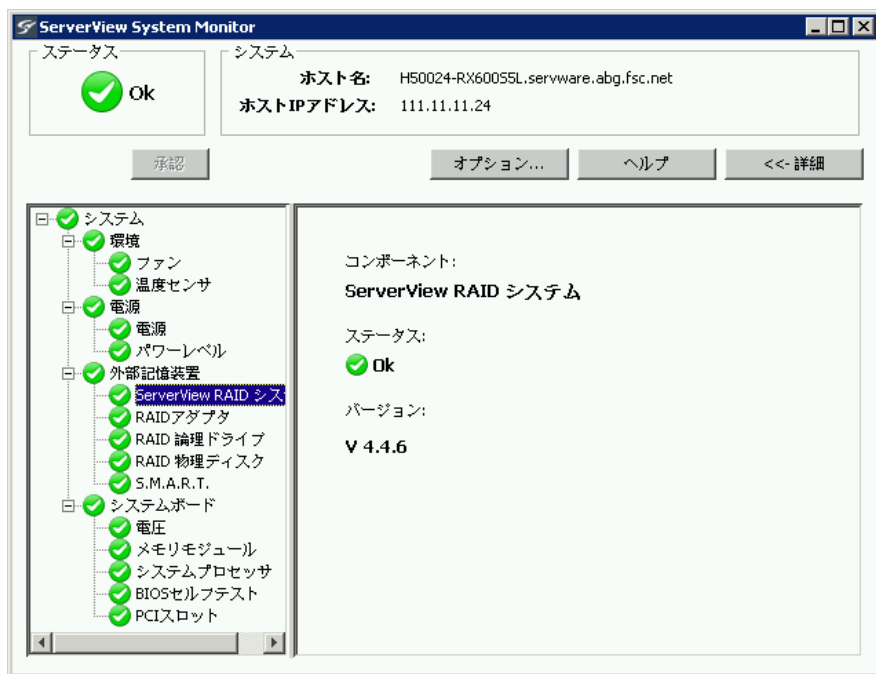 ServerView System Monitor
ステータス
Ok
システム
ホスト名: H50024-RX600S5L.servware.abg.fsc.net
ホストIPアドレス: 111.11.11.24
承認
オプション...
ヘルプ
<<- 詳細
システム
環境
ファン
温度センサ
電源
電源
パワーレベル
外部記憶装置
ServerView RAID シス
RAIDアダプタ
RAID 論理ドライブ
RAID 物理ディスク
S.M.A.R.T.
システムボード
電圧
メモリモジュール
システムプロセッサ
BIOSセルフテスト
PCIスロット
コンポーネント:
ServerView RAID システム
ステータス:
Ok
バージョン:
V 4.4.6